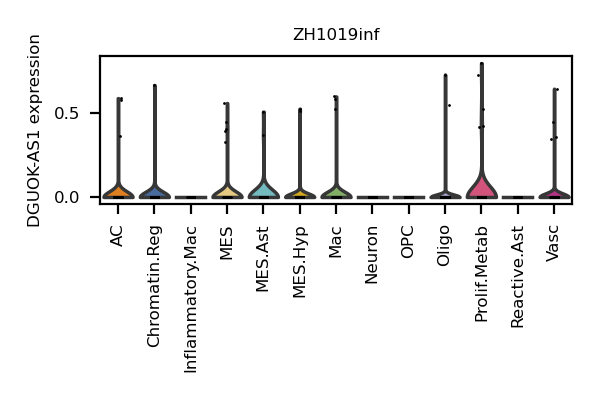 ZH1019inf
DGUOK-AS1 expression
0.5
0.0
AC
Chromatin.Reg
Inflammatory.Mac
MES
MES.Ast
MES.Hyp
Mac
Neuron
OPC
Oligo
Prolif.Metab
Reactive.Ast
Vasc